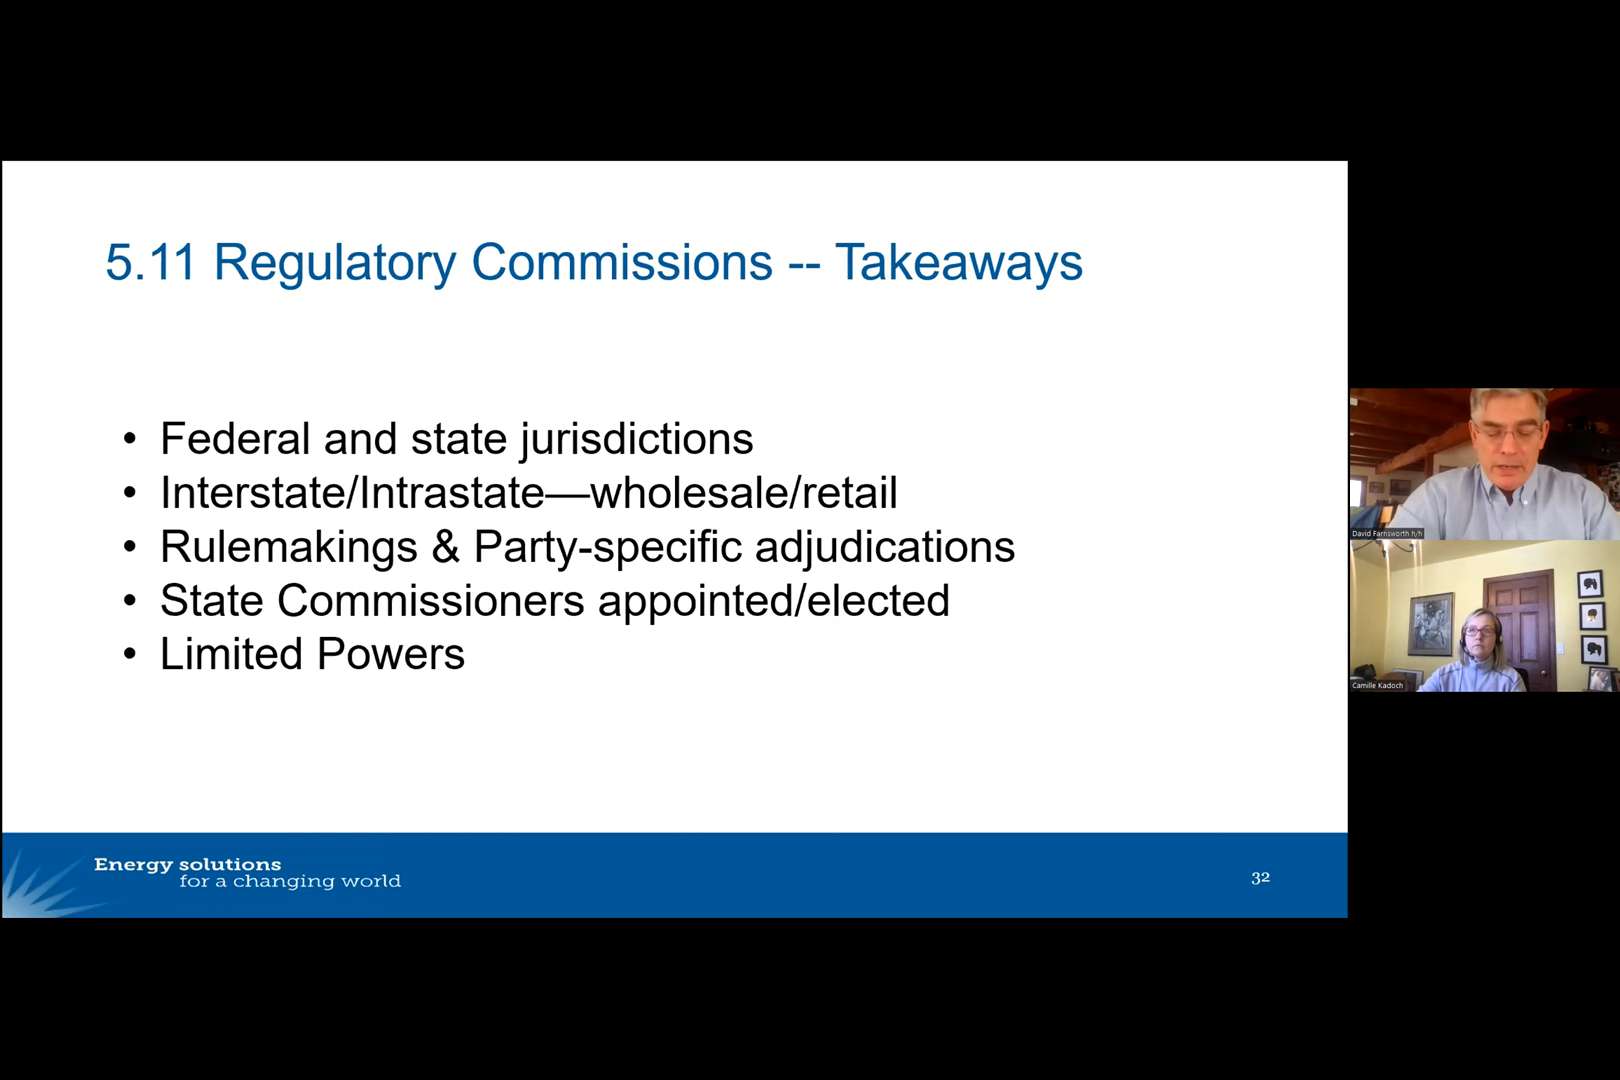 5.11 Regulatory Commissions -- Takeaways
• Federal and state jurisdictions
• Interstate/Intrastate—wholesale/retail
• Rulemakings & Party-specific adjudications
• State Commissioners appointed/elected
• Limited Powers
Energy solutions
for a changing world
32
David Farnsworth h/h
Camille Kadoch